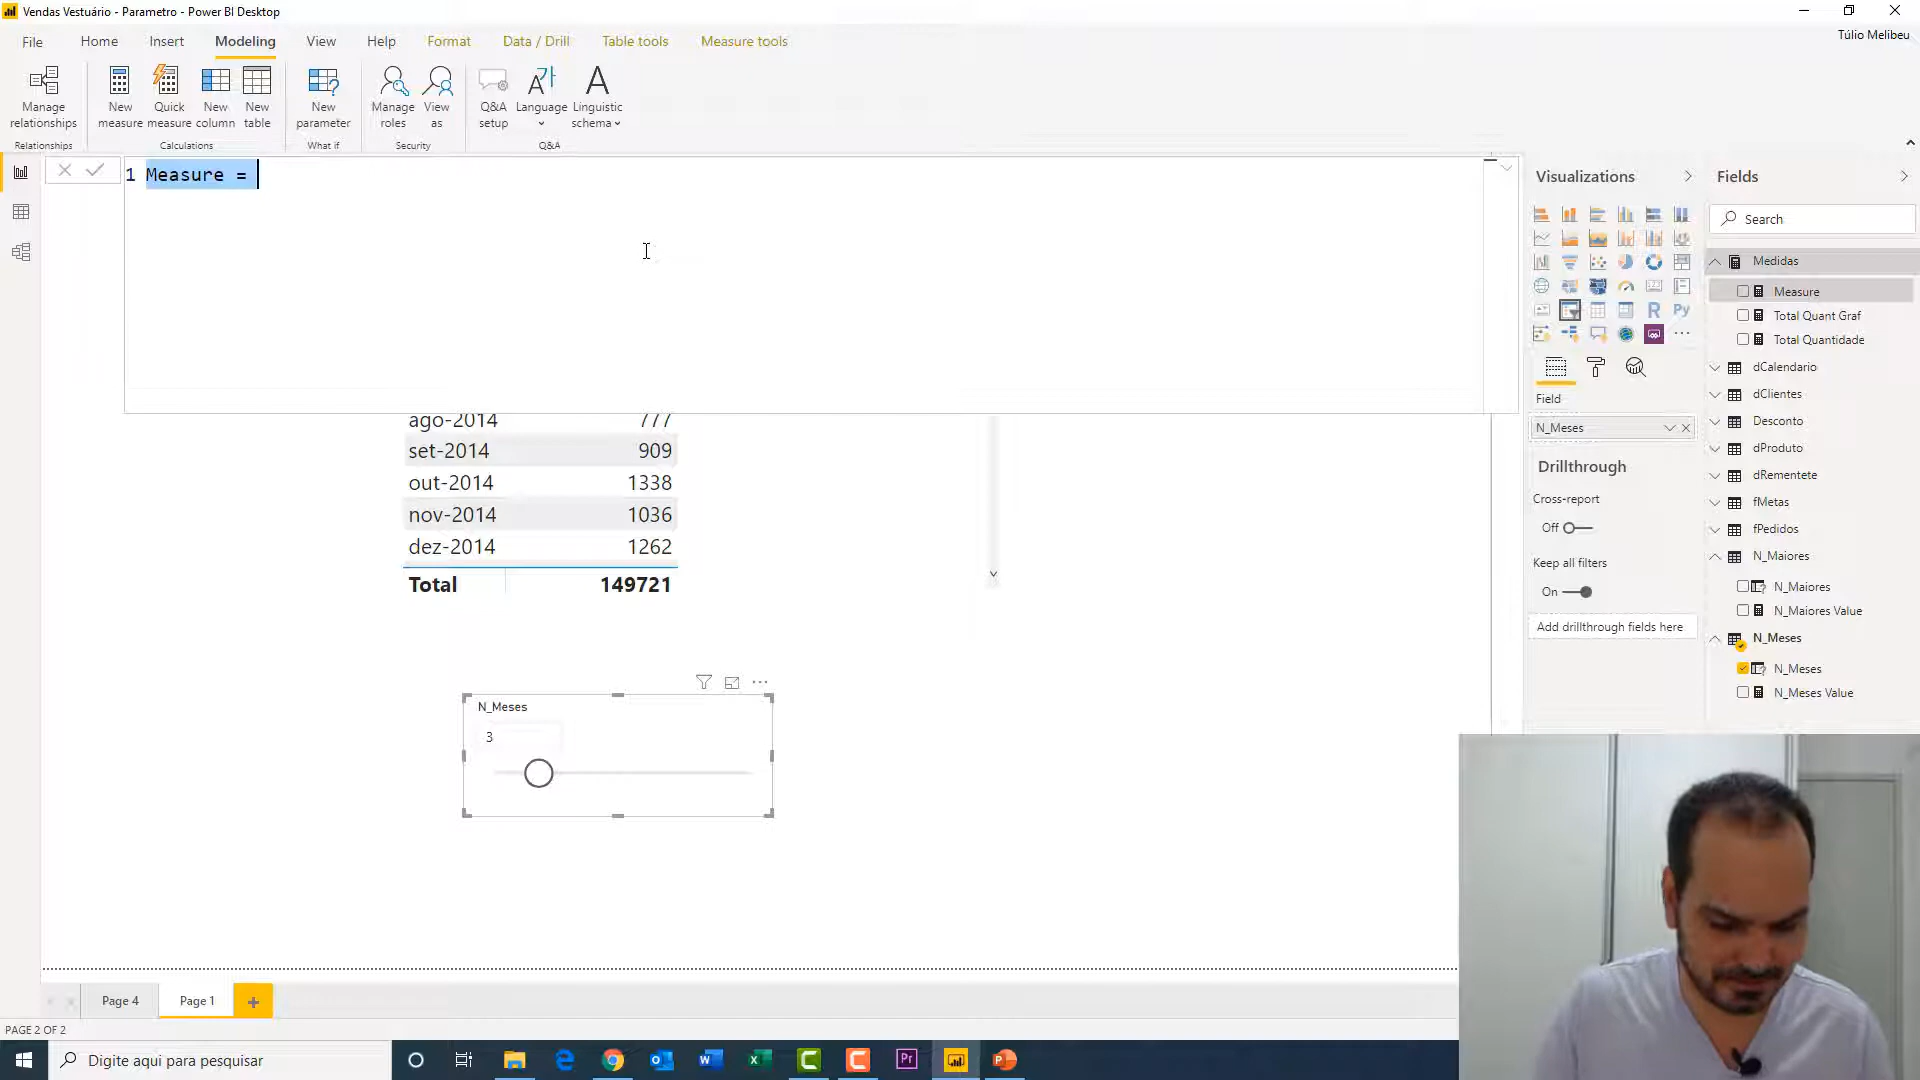 Vendas Vestuário - Parametro - Power BI Desktop
Túlio Melibeu
File Home Insert Modeling View Help Format Data / Drill Table tools Measure tools
Manage relationships
New measure
Quick measure
New column
New table
New parameter
Manage roles
View as
Q&A setup
Language
Linguistic schema
Relationships
Calculations
What if
Security
Q&A
1 Measure =
ago-2014 777
set-2014 909
out-2014 1338
nov-2014 1036
dez-2014 1262
Total 149721
N_Meses
3
Visualizations
R
Py
Field
N_Meses
Drillthrough
Cross-report
Off
Keep all filters
On
Add drillthrough fields here
Fields
Search
Medidas
Measure
Total Quant Graf
Total Quantidade
dCalendario
dClientes
Desconto
dProduto
dRementete
fMetas
fPedidos
N_Maiores
N_Maiores
N_Maiores Value
N_Meses
N_Meses
N_Meses Value
Page 4
Page 1
PAGE 2 OF 2
Digite aqui para pesquisar